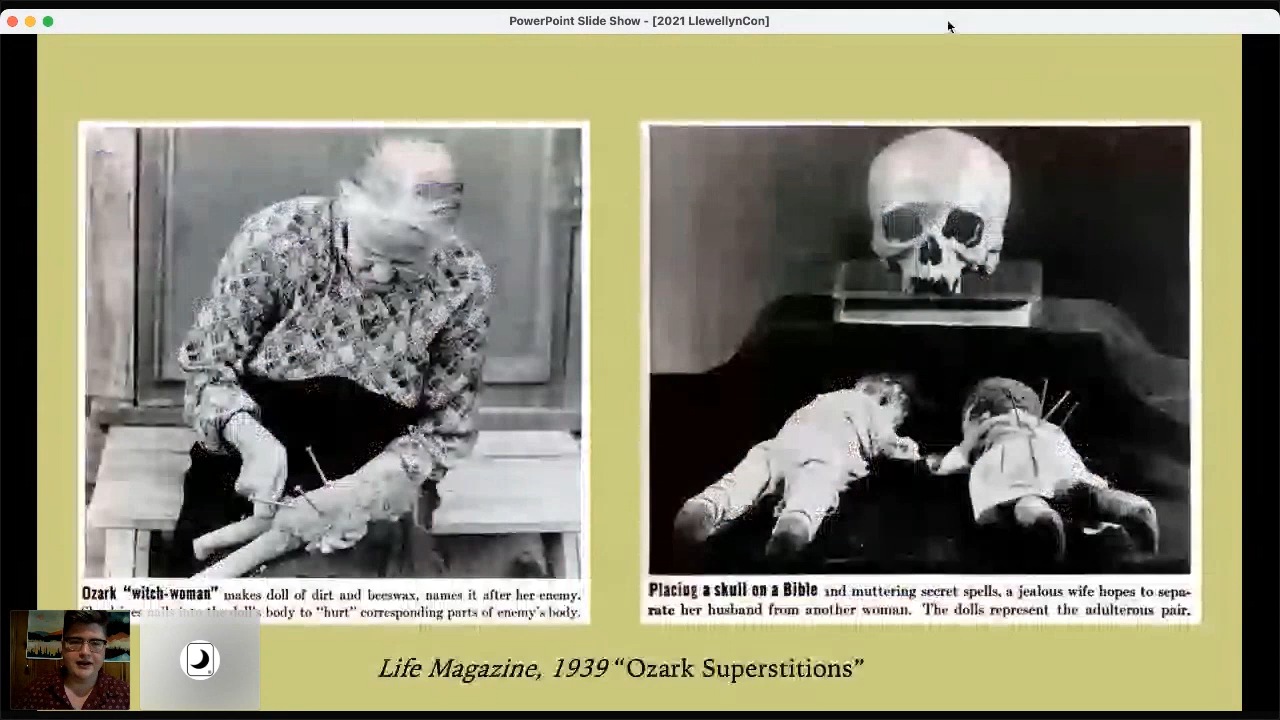 PowerPoint Slide Show - [2021 LlewellynCon]
Ozark "witch-woman" makes doll of dirt and beeswax, names it after her enemy.
nails into the doll's body to "hurt" corresponding parts of enemy's body.
Placing a skull on a Bible and muttering secret spells, a jealous wife hopes to sepa-
rate her husband from another woman. The dolls represent the adulterous pair.
Life Magazine, 1939 "Ozark Superstitions"